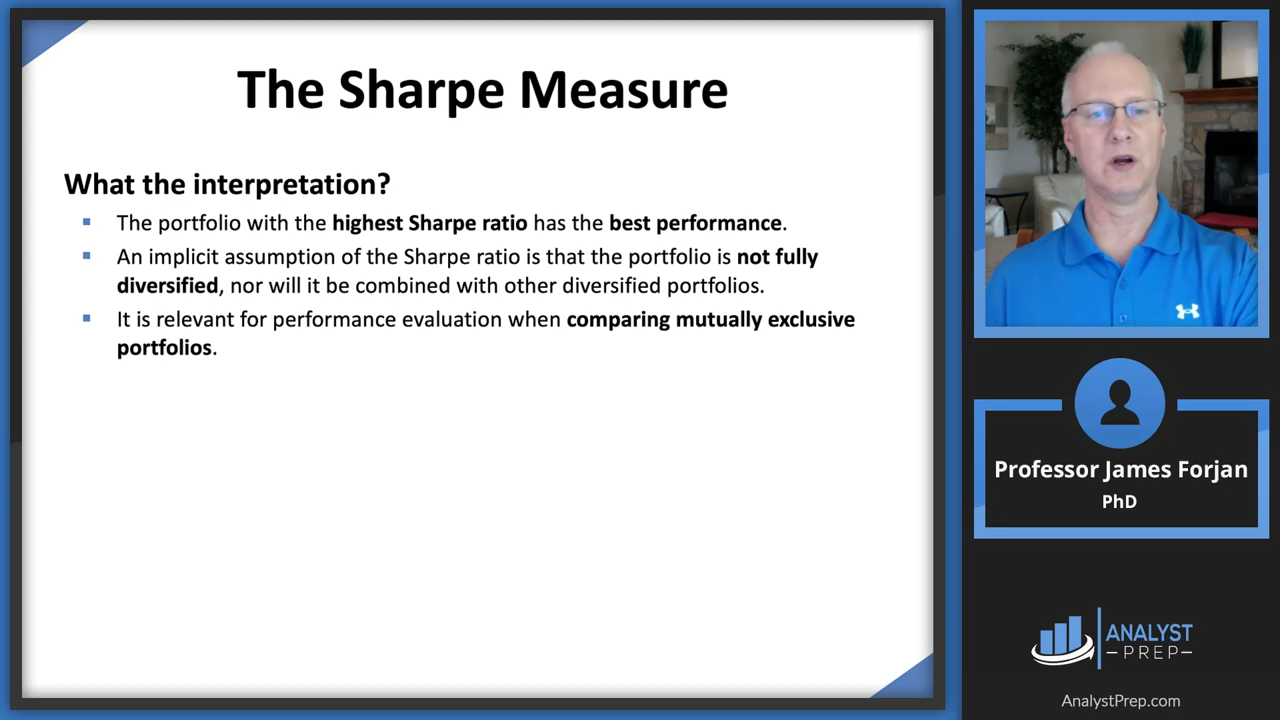 The Sharpe Measure
What the interpretation?
The portfolio with the highest Sharpe ratio has the best performance.
An implicit assumption of the Sharpe ratio is that the portfolio is not fully
diversified, nor will it be combined with other diversified portfolios.
It is relevant for performance evaluation when comparing mutually exclusive
portfolios.
Professor James Forjan
PhD
ANALYST
PREP
AnalystPrep.com